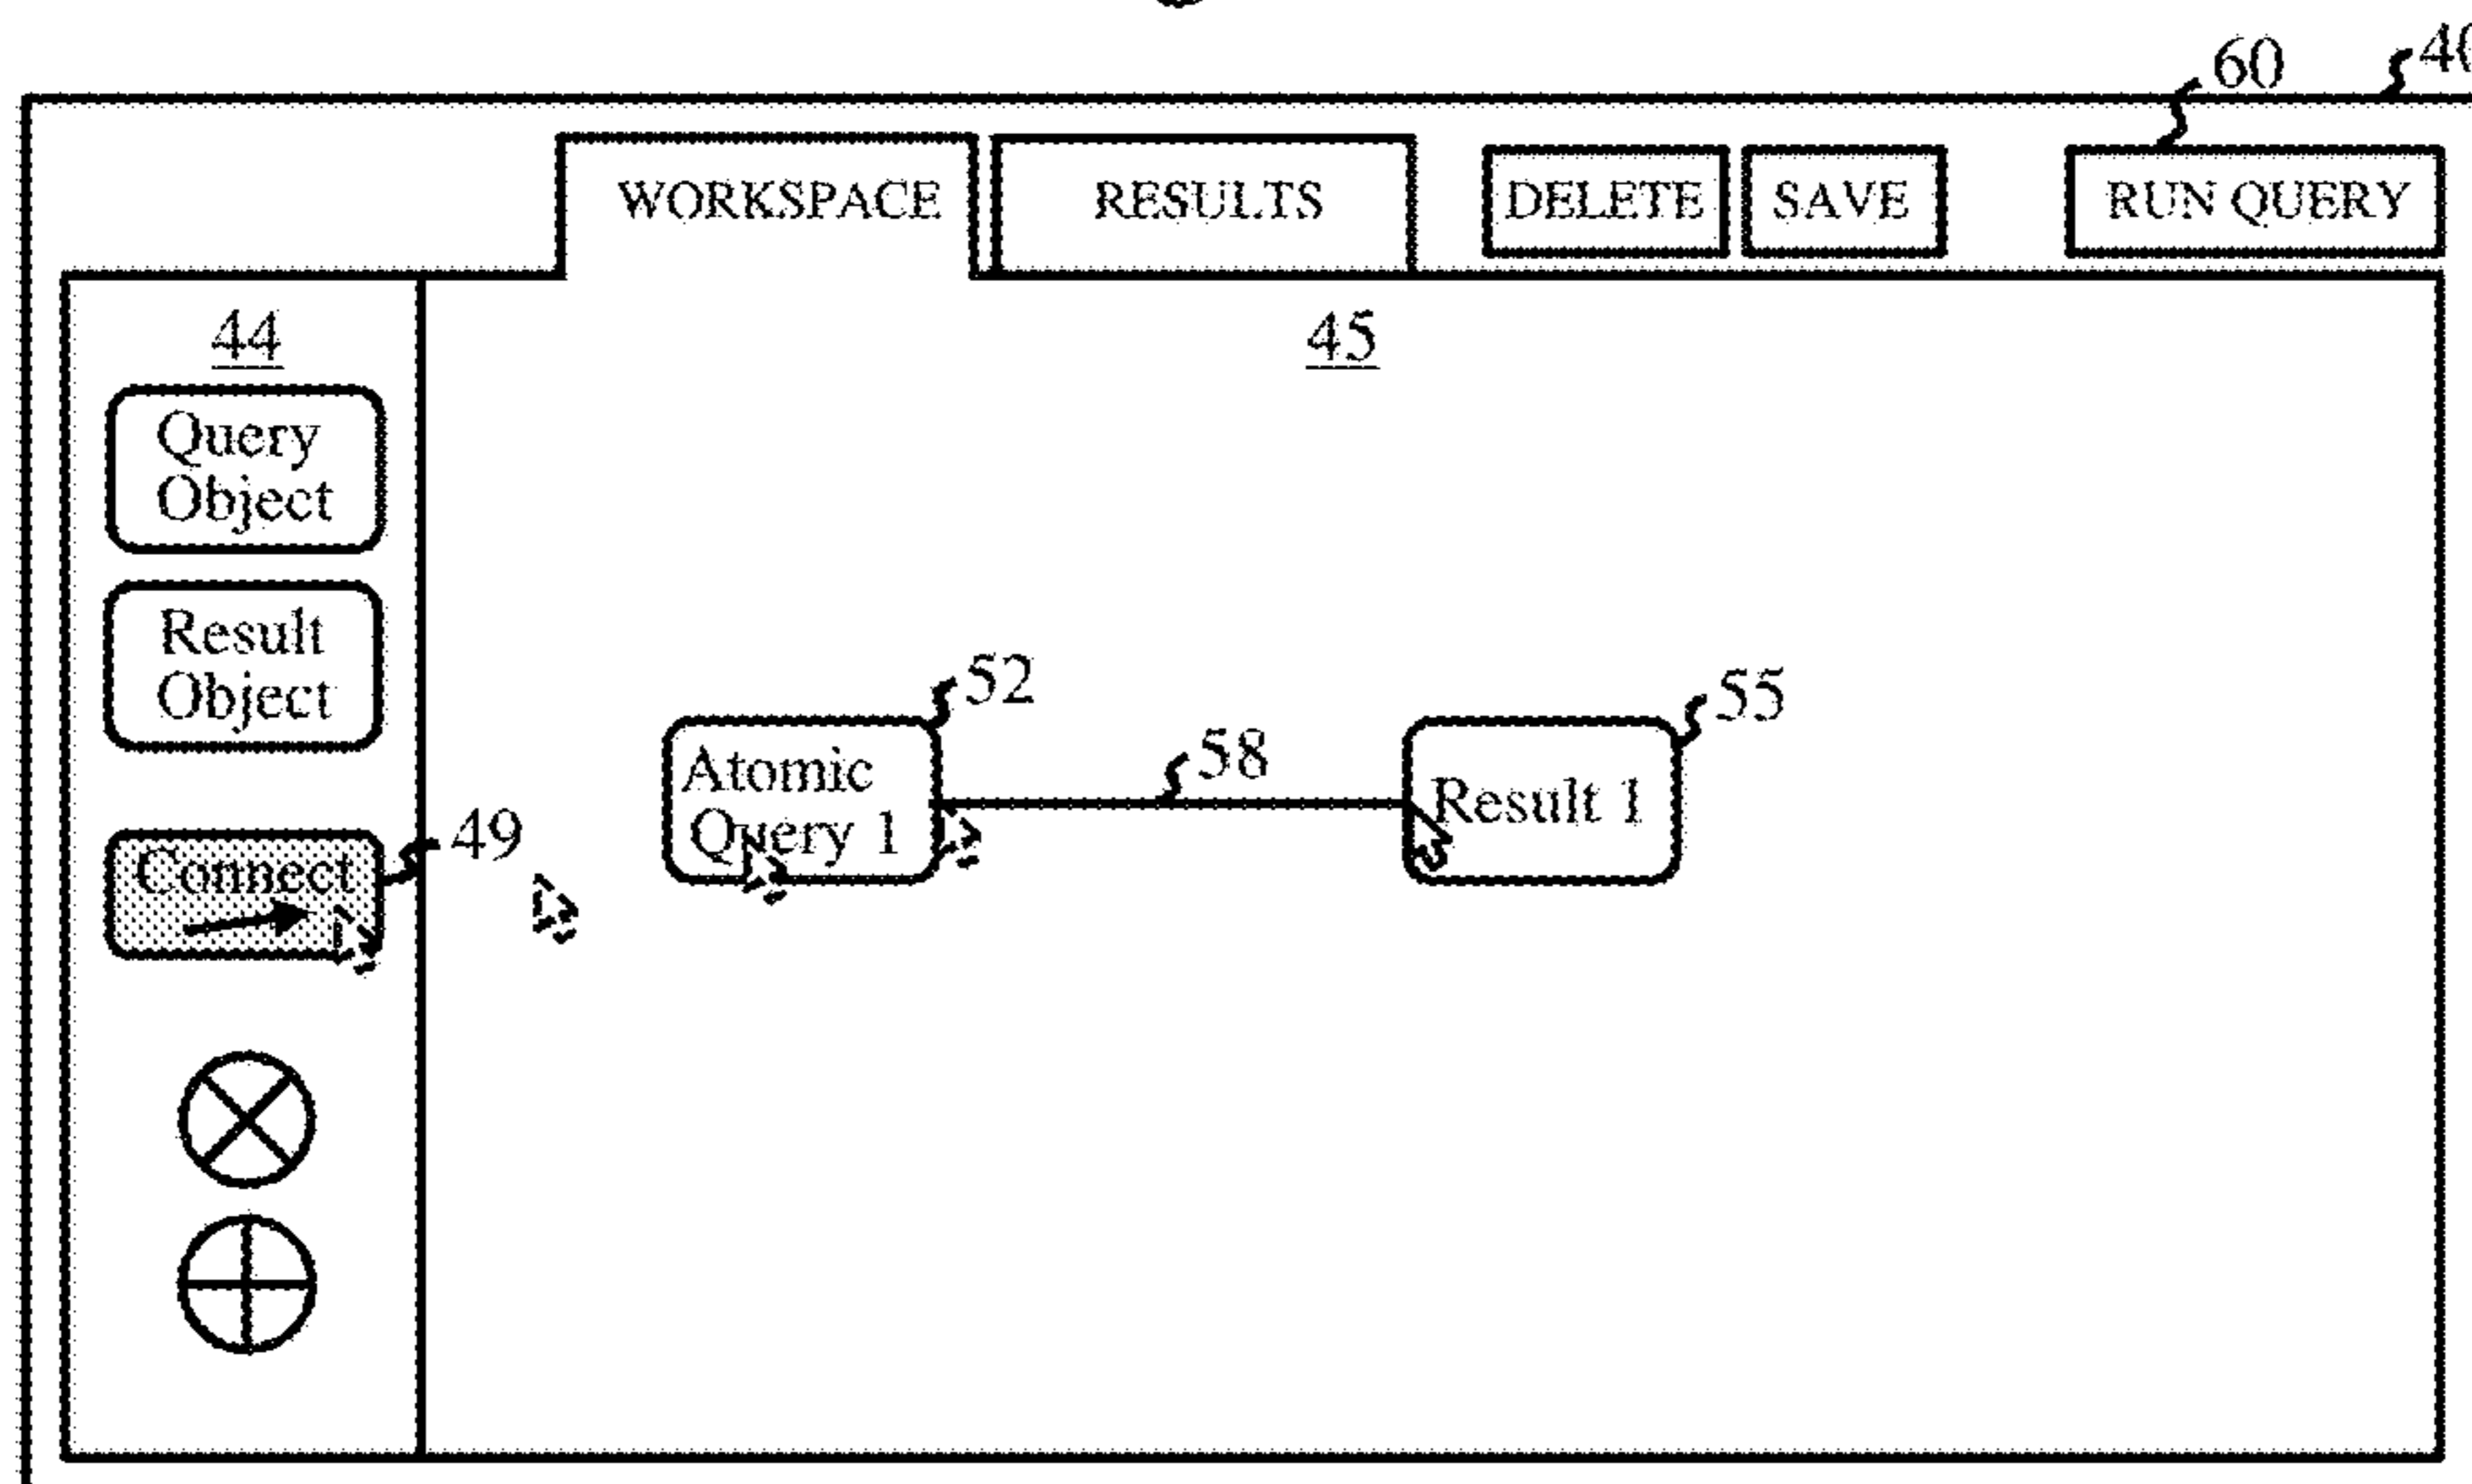 60
40
WORKSPACE
RESULTS
DELETE
SAVE
RUN QUERY
44
45
Query
Object
Result
Object
52
55
58
Atomic
Query 1
Result 1
49
Connect